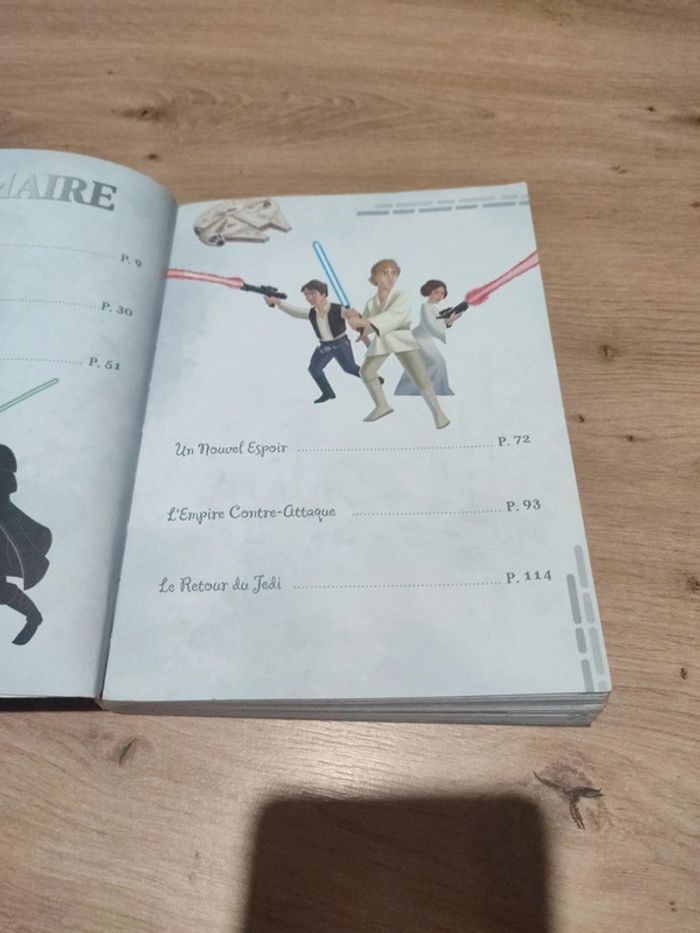 MAIRE
P. 9
P. 30
P. 51
Un Nouvel Espoir P. 72
L'Empire Contre-Attaque P. 93
Le Retour du Jedi P. 114